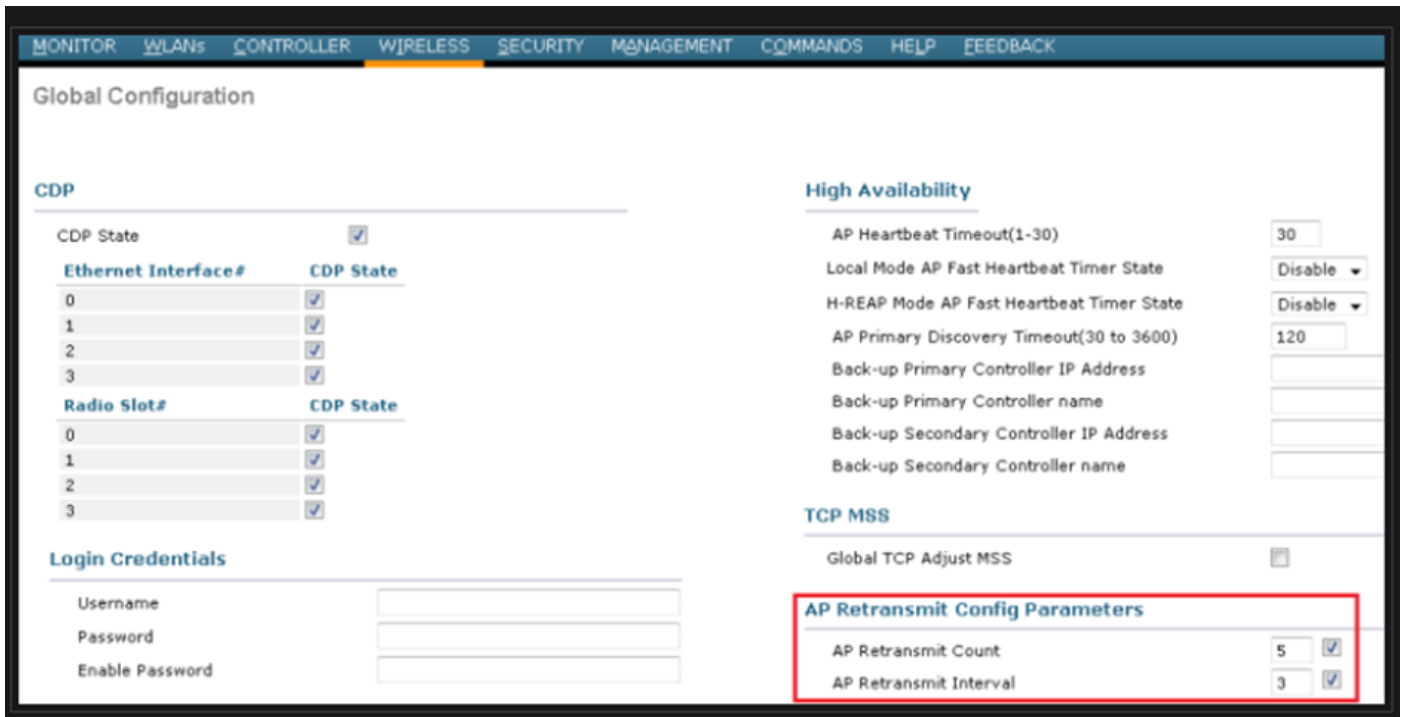 MONITOR WLANs CONTROLLER WIRELESS SECURITY MANAGEMENT COMMANDS HELP FEEDBACK
Global Configuration
CDP
CDP State
Ethernet Interface# CDP State
0
1
2
3
Radio Slot# CDP State
0
1
2
3
Login Credentials
Username
Password
Enable Password
High Availability
AP Heartbeat Timeout(1-30) 30
Local Mode AP Fast Heartbeat Timer State Disable
H-REAP Mode AP Fast Heartbeat Timer State Disable
AP Primary Discovery Timeout(30 to 3600) 120
Back-up Primary Controller IP Address
Back-up Primary Controller name
Back-up Secondary Controller IP Address
Back-up Secondary Controller name
TCP MSS
Global TCP Adjust MSS
AP Retransmit Config Parameters
AP Retransmit Count 5
AP Retransmit Interval 3